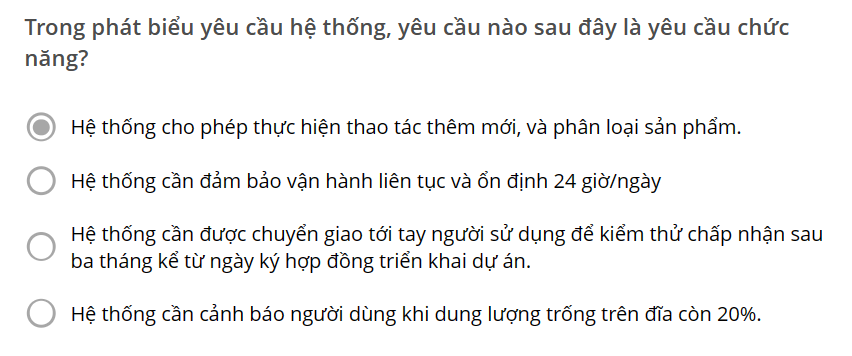 Trong phát biểu yêu cầu hệ thống, yêu cầu nào sau đây là yêu cầu chức
năng?
Hệ thống cho phép thực hiện thao tác thêm mới, và phân loại sản phẩm.
Hệ thống cần đảm bảo vận hành liên tục và ổn định 24 giờ/ngày
Hệ thống cần được chuyển giao tới tay người sử dụng để kiểm thử chấp nhận sau
ba tháng kể từ ngày ký hợp đồng triển khai dự án.
Hệ thống cần cảnh báo người dùng khi dung lượng trống trên đĩa còn 20%.